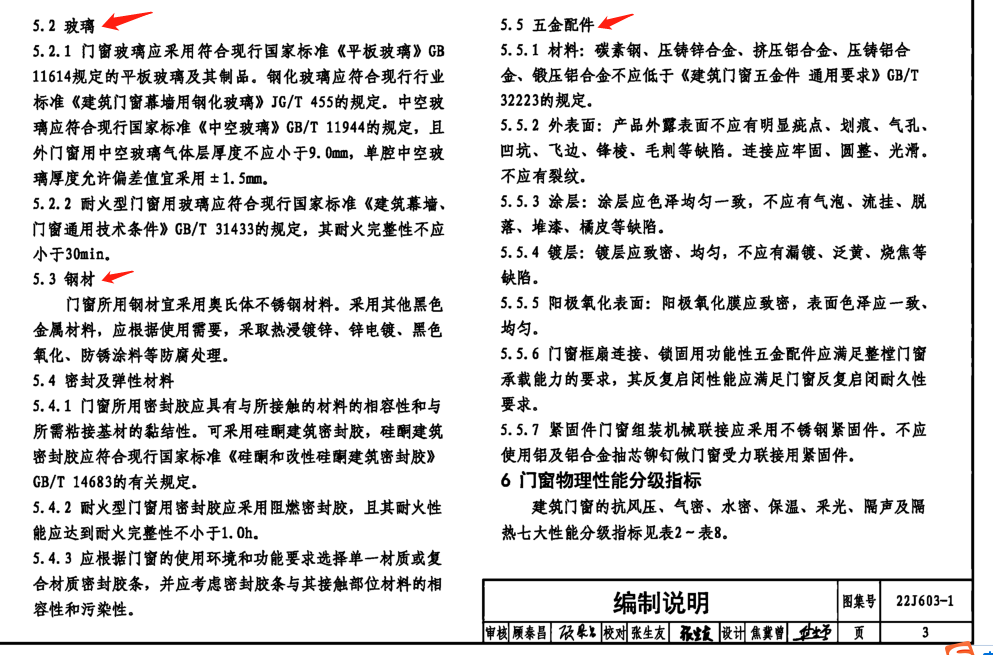 5.2 玻璃
5.2.1 门窗玻璃应采用符合现行国家标准《平板玻璃》GB
11614规定的平板玻璃及其制品。钢化玻璃应符合现行行业
标准《建筑门窗幕墙用钢化玻璃》JG/T 455的规定。中空玻
璃应符合现行国家标准《中空玻璃》GB/T 11944的规定，且
外门窗用中空玻璃气体层厚度不应小于9.0mm，单腔中空玻
璃厚度允许偏差值宜采用±1.5mm。
5.2.2 耐火型门窗用玻璃应符合现行国家标准《建筑幕墙、
门窗通用技术条件》GB/T 31433的规定，其耐火完整性不应
小于30min。
5.3 钢材
门窗所用钢材宜采用奥氏体不锈钢材料。采用其他黑色
金属材料，应根据使用需要，采取热浸镀锌、锌电镀、黑色
氧化、防锈涂料等防腐处理。
5.4 密封及弹性材料
5.4.1 门窗所用密封胶应具有与所接触的材料的相容性和与
所需粘接基材的黏结性。可采用硅酮建筑密封胶，硅酮建筑
密封胶应符合现行国家标准《硅酮和改性硅酮建筑密封胶》
GB/T 14683的有关规定。
5.4.2 耐火型门窗用密封胶应采用阻燃密封胶，且其耐火性
能应达到耐火完整性不小于1.0h。
5.4.3 应根据门窗的使用环境和功能要求选择单一材质或复
合材质密封胶条，并应考虑密封胶条与其接触部位材料的相
容性和污染性。
5.5 五金配件
5.5.1 材料：碳素钢、压铸锌合金、挤压铝合金、压铸铝合
金、锻压铝合金不应低于《建筑门窗五金件 通用要求》GB/T
32223的规定。
5.5.2 外表面：产品外露表面不应有明显疵点、划痕、气孔、
凹坑、飞边、锋棱、毛刺等缺陷。连接应牢固、圆整、光滑。
不应有裂纹。
5.5.3 涂层：涂层应色泽均匀一致，不应有气泡、流挂、脱
落、堆漆、橘皮等缺陷。
5.5.4 镀层：镀层应致密、均匀，不应有漏镀、泛黄、烧焦等
缺陷。
5.5.5 阳极氧化表面：阳极氧化膜应致密，表面色泽应一致、
均匀。
5.5.6 门窗框扇连接、锁固用功能性五金配件应满足整樘门窗
承载能力的要求，其反复启闭性能应满足门窗反复启闭耐久性
要求。
5.5.7 紧固件门窗组装机械联接应采用不锈钢紧固件。不应
使用铝及铝合金抽芯铆钉做门窗受力联接用紧固件。
6 门窗物理性能分级指标
建筑门窗的抗风压、气密、水密、保温、采光、隔声及隔
热七大性能分级指标见表2～表8。
编制说明 图集号 22J603-1
审核 顾泰昌 校对 张生友 张生友 设计 焦冀曾 页 3